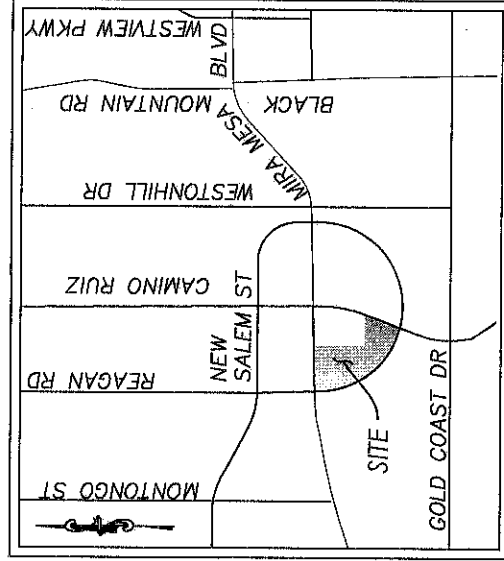 WESTVIEW PKWY
BLVD
BLACK
MOUNTAIN RD
MIRA MESA
WESTONHILL DR
CAMINO RUIZ
NEW
SALEM ST
REAGAN RD
SITE
GOLD COAST DR
MONTONGO ST